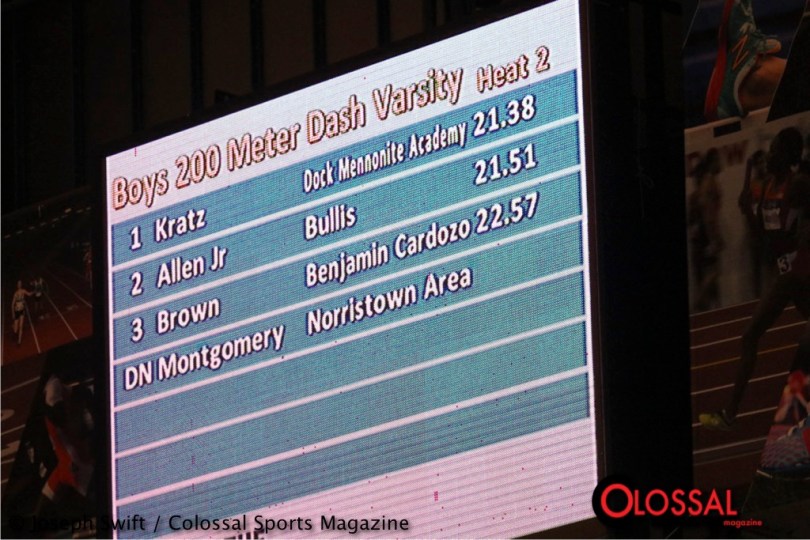 Boys 200 Meter Dash Varsity Heat 2
1 Kratz Dock Mennonite Academy 21.38
2 Allen Jr Bullis 21.51
3 Brown Benjamin Cardozo 22.57
DN Montgomery Norristown Area
© Joseph Swift / Colossal Sports Magazine
COLOSSAL
magazine